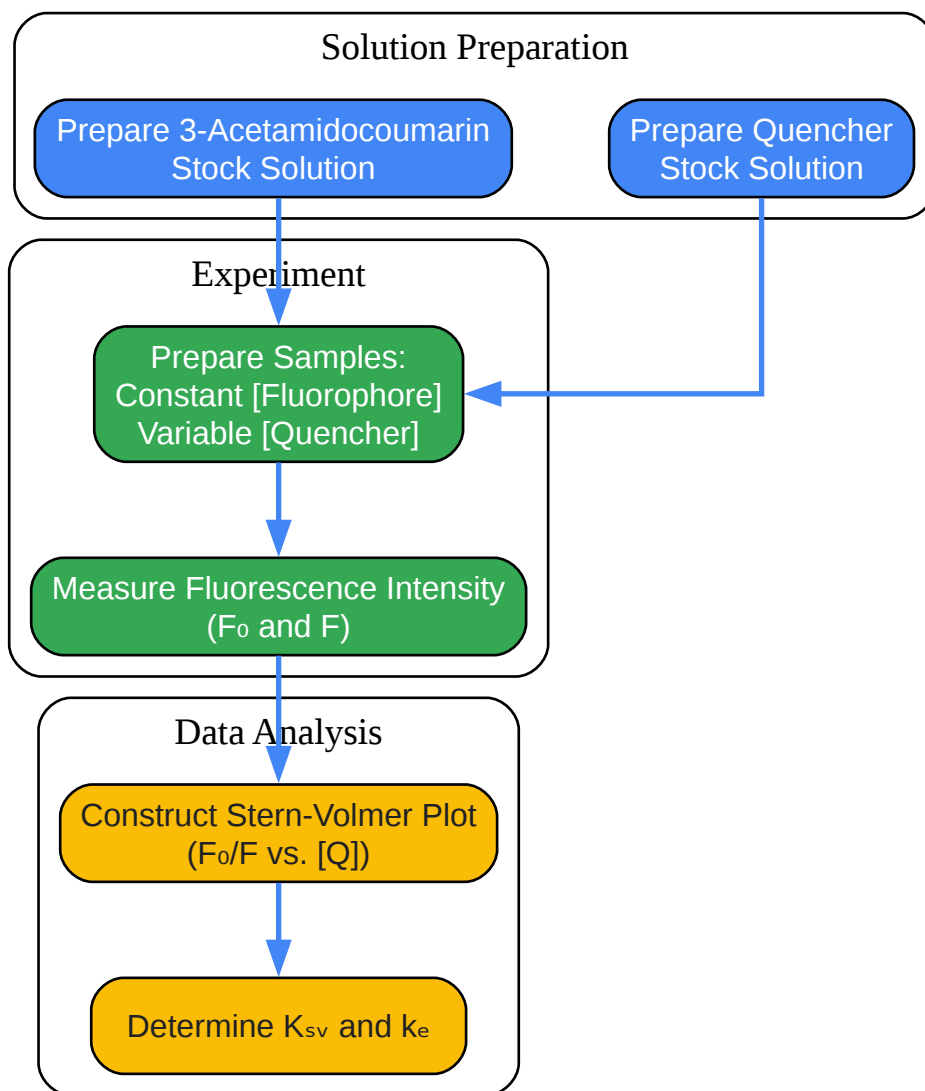 Solution Preparation
Prepare 3-Acetamidocoumarin
Stock Solution
Prepare Quencher
Stock Solution
Experiment
Prepare Samples:
Constant [Fluorophore]
Variable [Quencher]
Measure Fluorescence Intensity
(F₀ and F)
Data Analysis
Construct Stern-Volmer Plot
(F₀/F vs. [Q])
Determine Kₛᵥ and kₑ